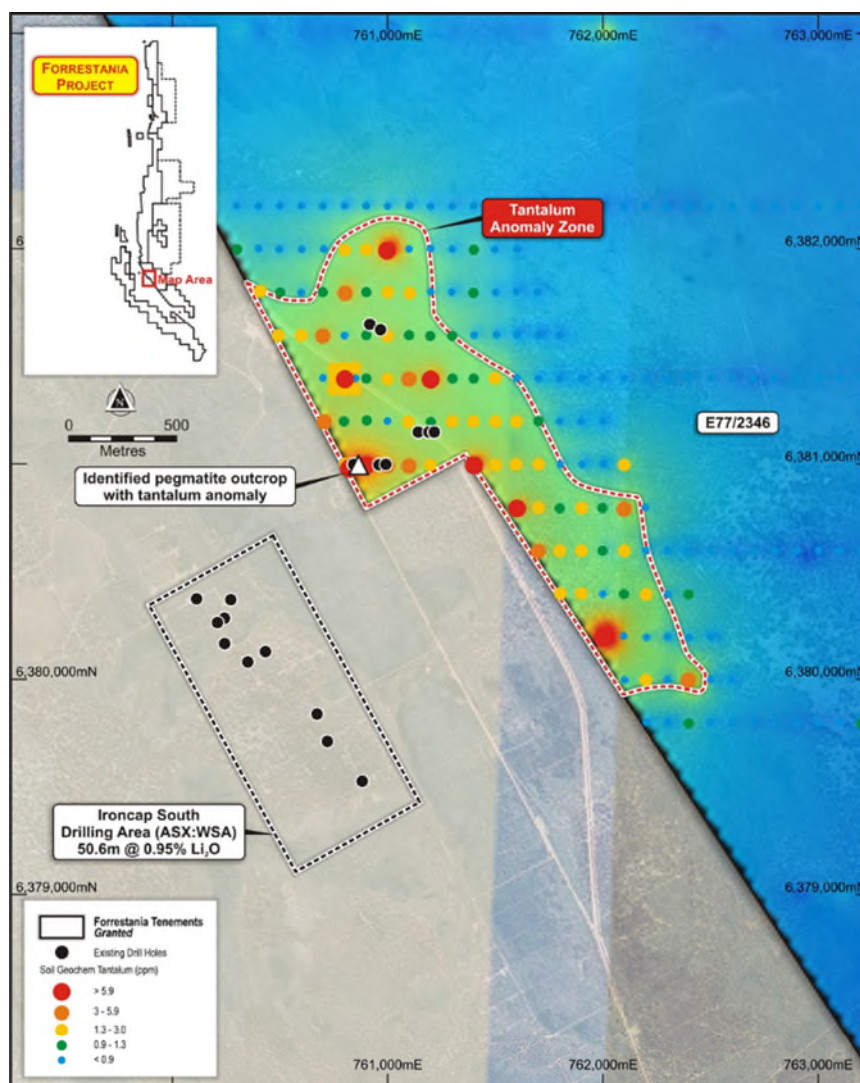 761,000mE
762,000mE
763,000mE
FORRESTANIA
PROJECT
Map Area
Tantalum
Anomaly Zone
6,382,000mN
N
0 500
Metres
E77/2346
Identified pegmatite outcrop
with tantalum anomaly
6,381,000mN
6,380,000mN
6,380,000mN
Ironcap South
Drilling Area (ASX:WSA)
50.6m @ 0.95% Li₂O
6,379,000mN
6,379,000mN
Forrestania Tenements
Granted
Existing Drill Holes
Soil Geochem Tantalum (ppm)
> 5.9
3 - 5.9
1.3 - 3.0
0.9 - 1.3
< 0.9
761,000mE
762,000mE
763,000mE